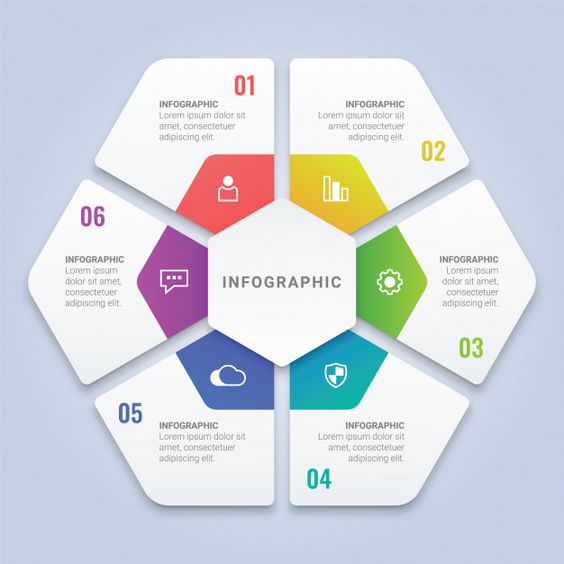 01
INFOGRAPHIC
Lorem ipsum dolor sit
amet, consectetuer
adipiscing elit.
INFOGRAPHIC
Lorem ipsum dolor sit
amet, consectetuer
adipiscing elit.
02
06
INFOGRAPHIC
Lorem ipsum
dolor sit amet,
consectetuer
adipiscing elit.
INFOGRAPHIC
INFOGRAPHIC
Lorem ipsum
dolor sit amet,
consectetuer
adipiscing elit.
03
05
INFOGRAPHIC
Lorem ipsum dolor sit
amet, consectetuer
adipiscing elit.
INFOGRAPHIC
Lorem ipsum dolor sit
amet, consectetuer
adipiscing elit.
04